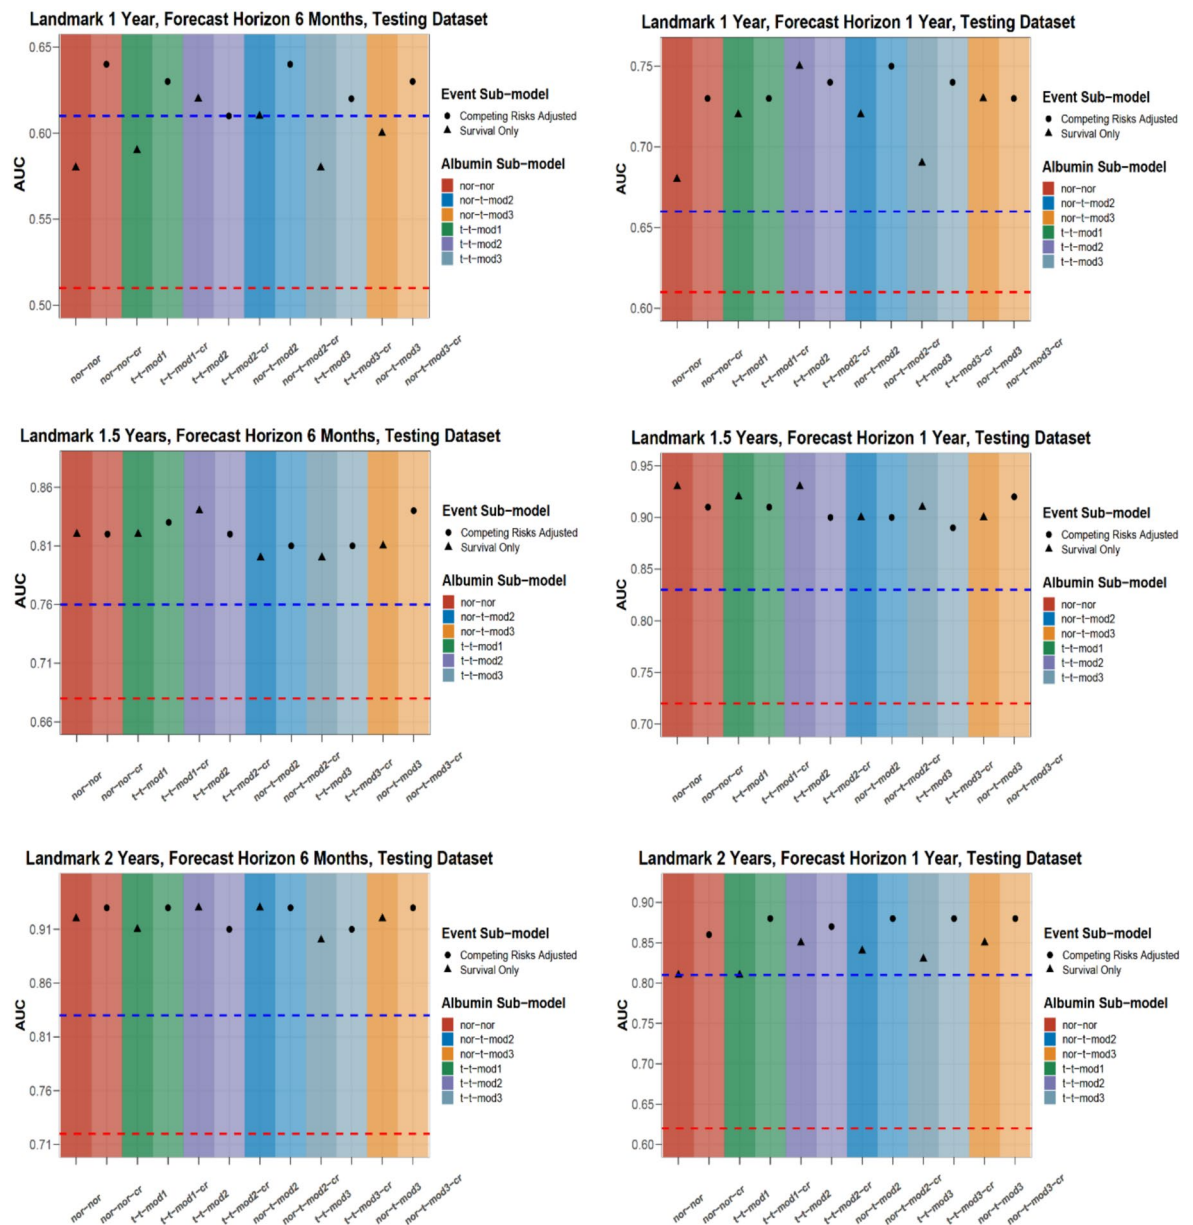 Landmark 1 Year, Forecast Horizon 6 Months, Testing Dataset
AUC
0.65
0.60
0.55
0.50
nor-nor
nor-nor-cr
t-t-mod1
t-t-mod1-cr
t-t-mod2
t-t-mod2-cr
nor-t-mod2
nor-t-mod2-cr
t-t-mod3
t-t-mod3-cr
nor-t-mod3
nor-t-mod3-cr
Event Sub-model
Competing Risks Adjusted
Survival Only
Albumin Sub-model
nor-nor
nor-t-mod2
nor-t-mod3
t-t-mod1
t-t-mod2
t-t-mod3
Landmark 1 Year, Forecast Horizon 1 Year, Testing Dataset
AUC
0.75
0.70
0.65
0.60
nor-nor
nor-nor-cr
t-t-mod1
t-t-mod1-cr
t-t-mod2
t-t-mod2-cr
nor-t-mod2
nor-t-mod2-cr
t-t-mod3
t-t-mod3-cr
nor-t-mod3
nor-t-mod3-cr
Event Sub-model
Competing Risks Adjusted
Survival Only
Albumin Sub-model
nor-nor
nor-t-mod2
nor-t-mod3
t-t-mod1
t-t-mod2
t-t-mod3
Landmark 1.5 Years, Forecast Horizon 6 Months, Testing Dataset
AUC
0.86
0.81
0.76
0.71
0.66
nor-nor
nor-nor-cr
t-t-mod1
t-t-mod1-cr
t-t-mod2
t-t-mod2-cr
nor-t-mod2
nor-t-mod2-cr
t-t-mod3
t-t-mod3-cr
nor-t-mod3
nor-t-mod3-cr
Event Sub-model
Competing Risks Adjusted
Survival Only
Albumin Sub-model
nor-nor
nor-t-mod2
nor-t-mod3
t-t-mod1
t-t-mod2
t-t-mod3
Landmark 1.5 Years, Forecast Horizon 1 Year, Testing Dataset
AUC
0.95
0.90
0.85
0.80
0.75
0.70
nor-nor
nor-nor-cr
t-t-mod1
t-t-mod1-cr
t-t-mod2
t-t-mod2-cr
nor-t-mod2
nor-t-mod2-cr
t-t-mod3
t-t-mod3-cr
nor-t-mod3
nor-t-mod3-cr
Event Sub-model
Competing Risks Adjusted
Survival Only
Albumin Sub-model
nor-nor
nor-t-mod2
nor-t-mod3
t-t-mod1
t-t-mod2
t-t-mod3
Landmark 2 Years, Forecast Horizon 6 Months, Testing Dataset
AUC
0.91
0.86
0.81
0.76
0.71
nor-nor
nor-nor-cr
t-t-mod1
t-t-mod1-cr
t-t-mod2
t-t-mod2-cr
nor-t-mod2
nor-t-mod2-cr
t-t-mod3
t-t-mod3-cr
nor-t-mod3
nor-t-mod3-cr
Event Sub-model
Competing Risks Adjusted
Survival Only
Albumin Sub-model
nor-nor
nor-t-mod2
nor-t-mod3
t-t-mod1
t-t-mod2
t-t-mod3
Landmark 2 Years, Forecast Horizon 1 Year, Testing Dataset
AUC
0.90
0.85
0.80
0.75
0.70
0.65
0.60
nor-nor
nor-nor-cr
t-t-mod1
t-t-mod1-cr
t-t-mod2
t-t-mod2-cr
nor-t-mod2
nor-t-mod2-cr
t-t-mod3
t-t-mod3-cr
nor-t-mod3
nor-t-mod3-cr
Event Sub-model
Competing Risks Adjusted
Survival Only
Albumin Sub-model
nor-nor
nor-t-mod2
nor-t-mod3
t-t-mod1
t-t-mod2
t-t-mod3